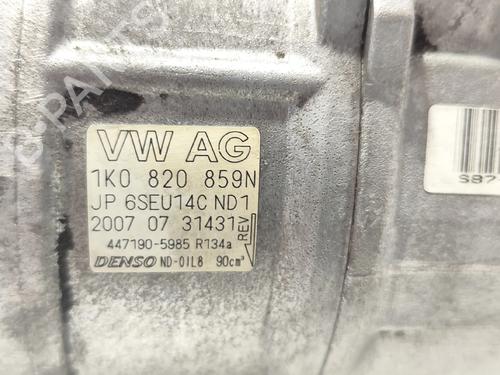 VW AG
1K0 820 859N
JP 6SEU14C ND1
2007 07 31431
REV
447190-5985 R134a
DENSO ND-OIL8 90cm³
B-PARTS